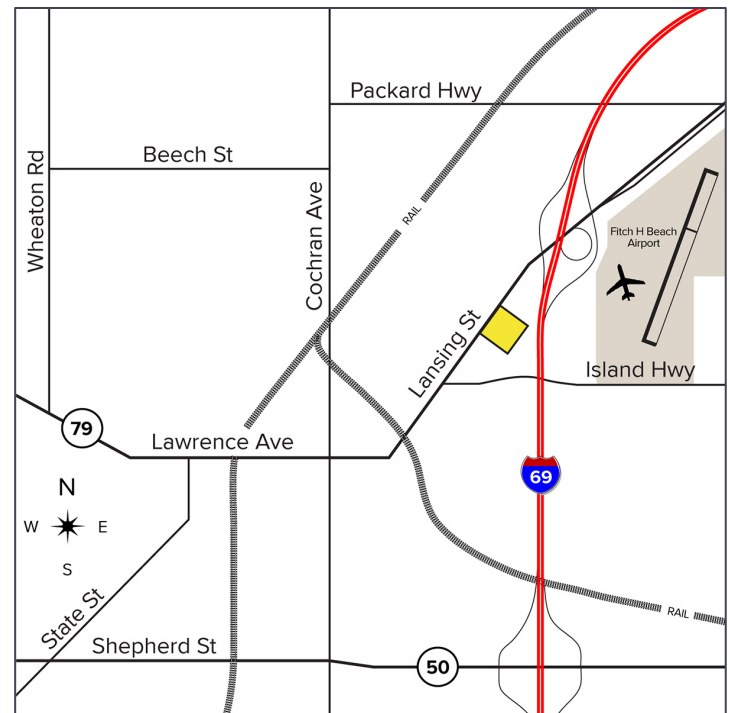 Packard Hwy
Beech St
Wheaton Rd
Cochran Ave
RAIL
Fitch H Beach
Airport
Lansing St
Island Hwy
79
Lawrence Ave
69
N
W
E
S
State St
RAIL
Shepherd St
50